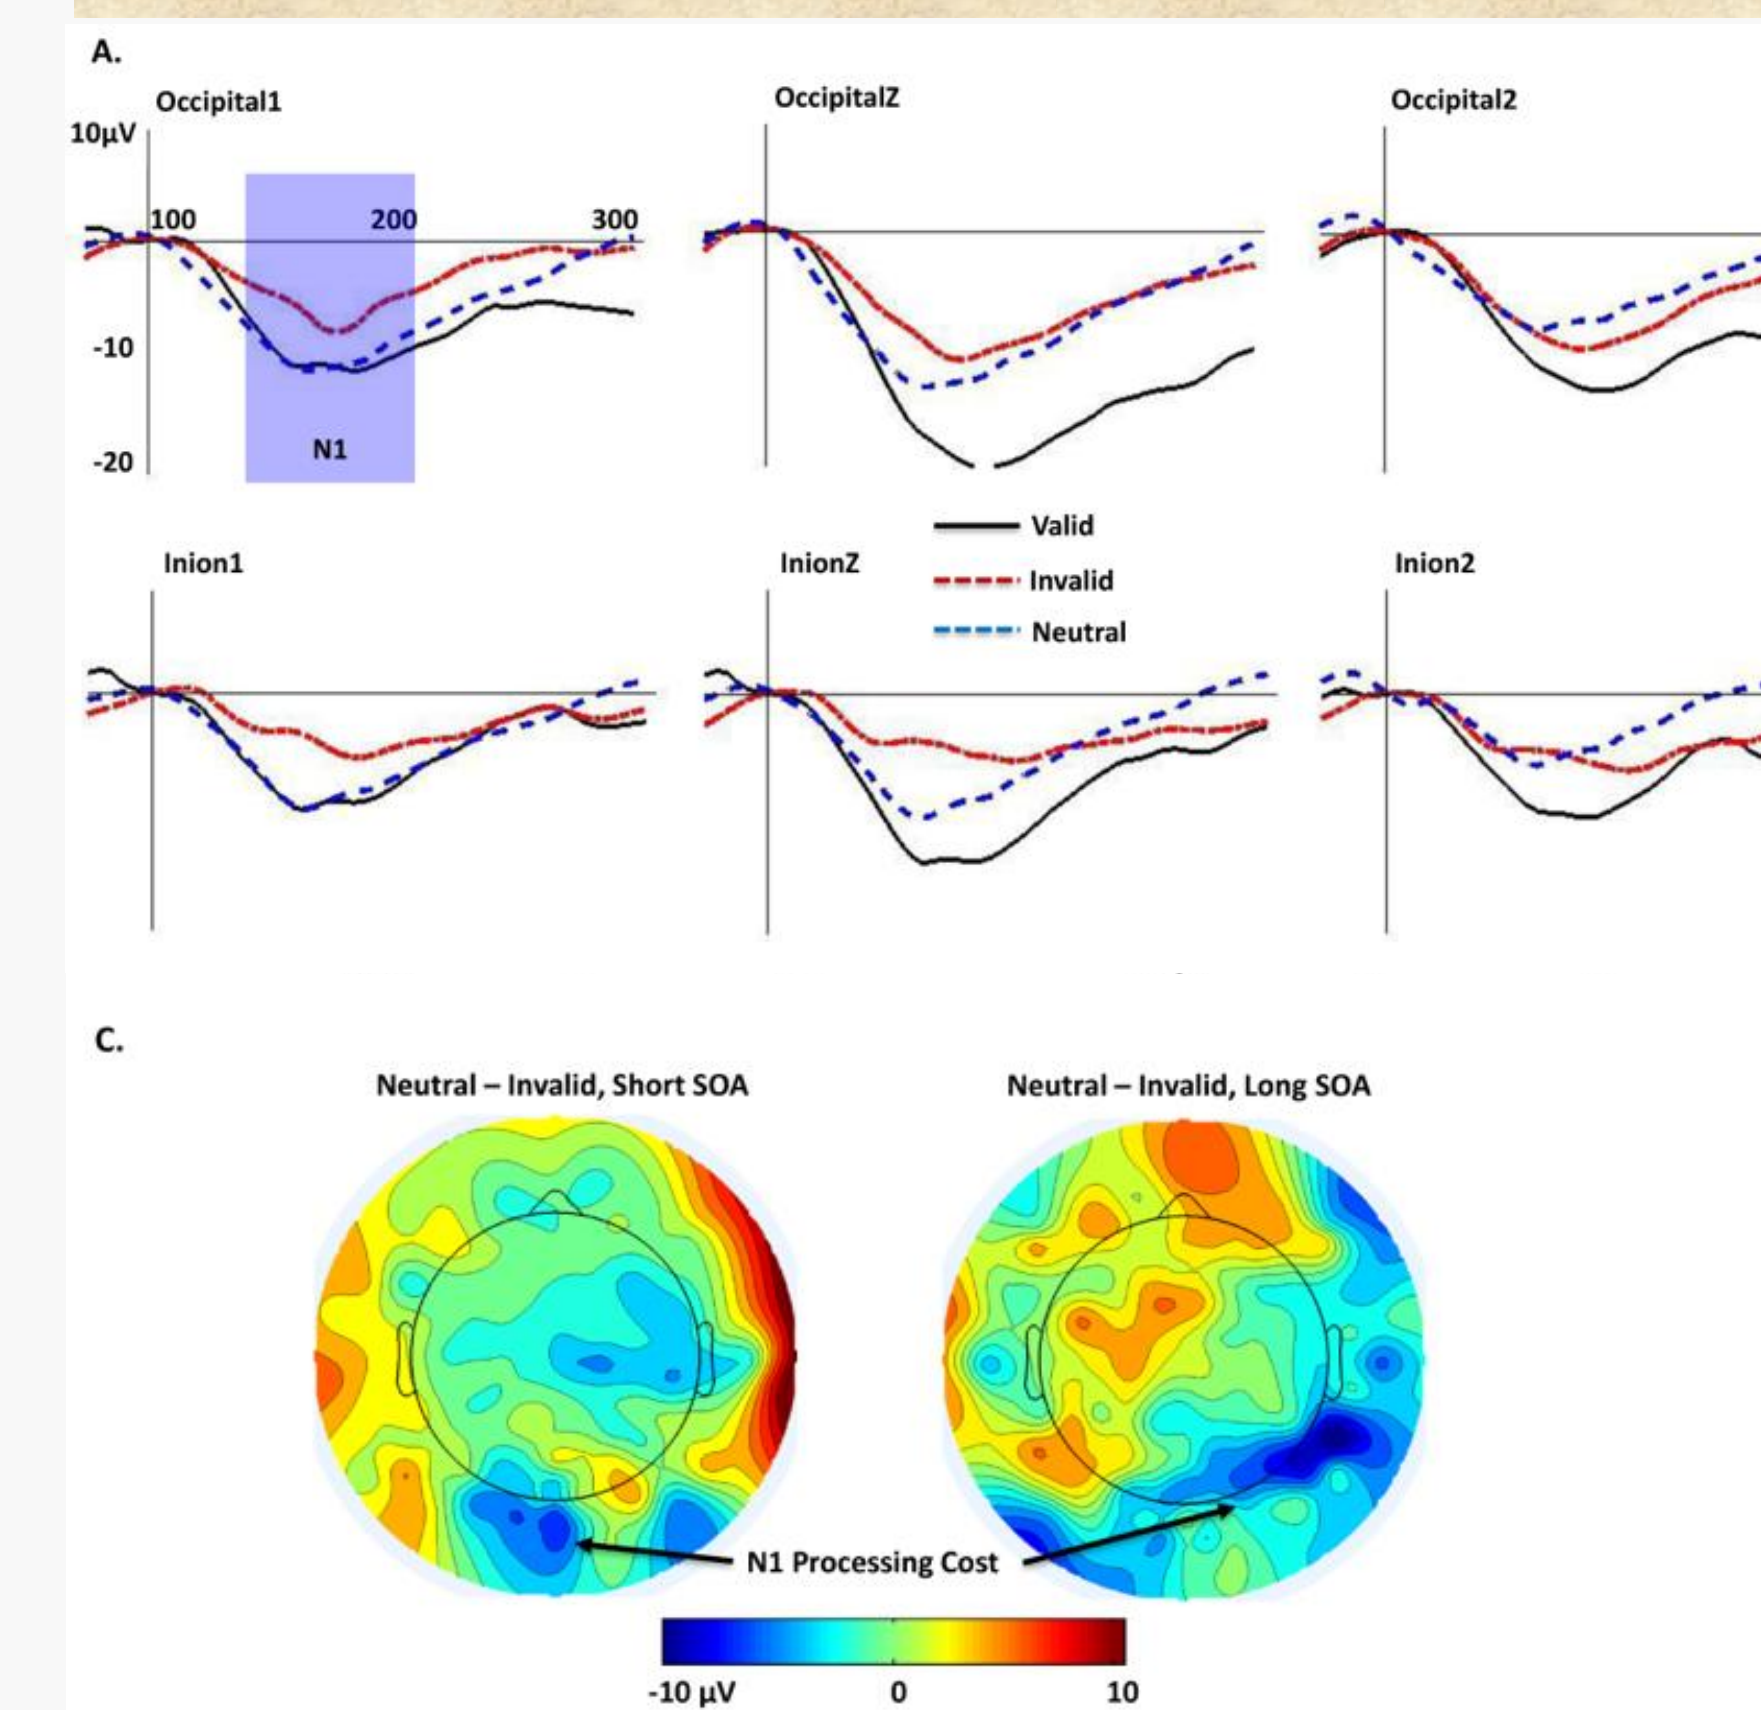 A.
Occipital1
OccipitalZ
Occipital2
10µV
100
200
300
-10
N1
-20
Valid
Invalid
Neutral
Inion1
InionZ
Inion2
C.
Neutral – Invalid, Short SOA
Neutral – Invalid, Long SOA
N1 Processing Cost
-10 µV
0
10